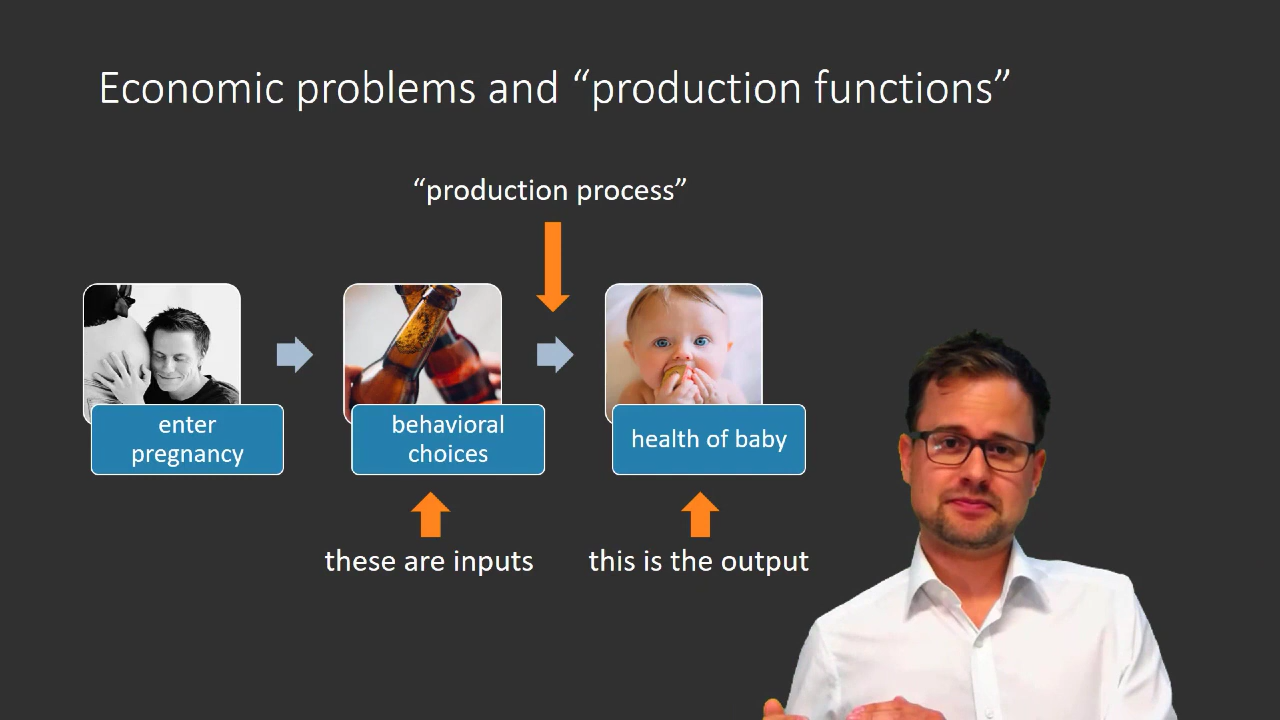 Economic problems and “production functions”
“production process”
enter
pregnancy
behavioral
choices
health of baby
these are inputs
this is the output